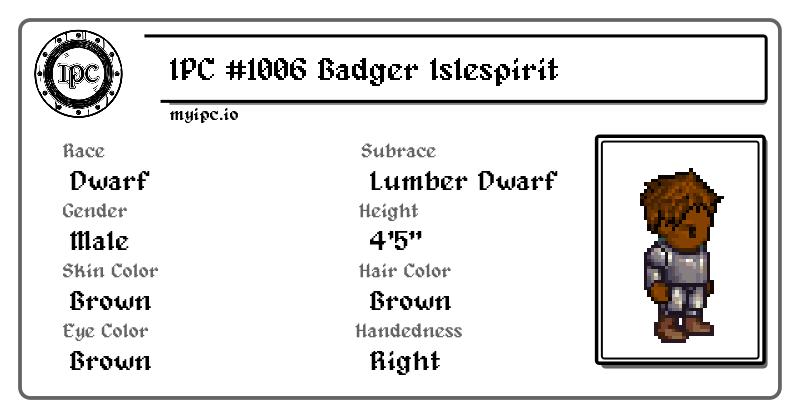 IPC
IPC #1006 Badger Islespirit
myipc.io
Race
Dwarf
Subrace
Lumber Dwarf
Gender
Male
Height
4'5"
Skin Color
Brown
Hair Color
Brown
Eye Color
Brown
Handedness
Right